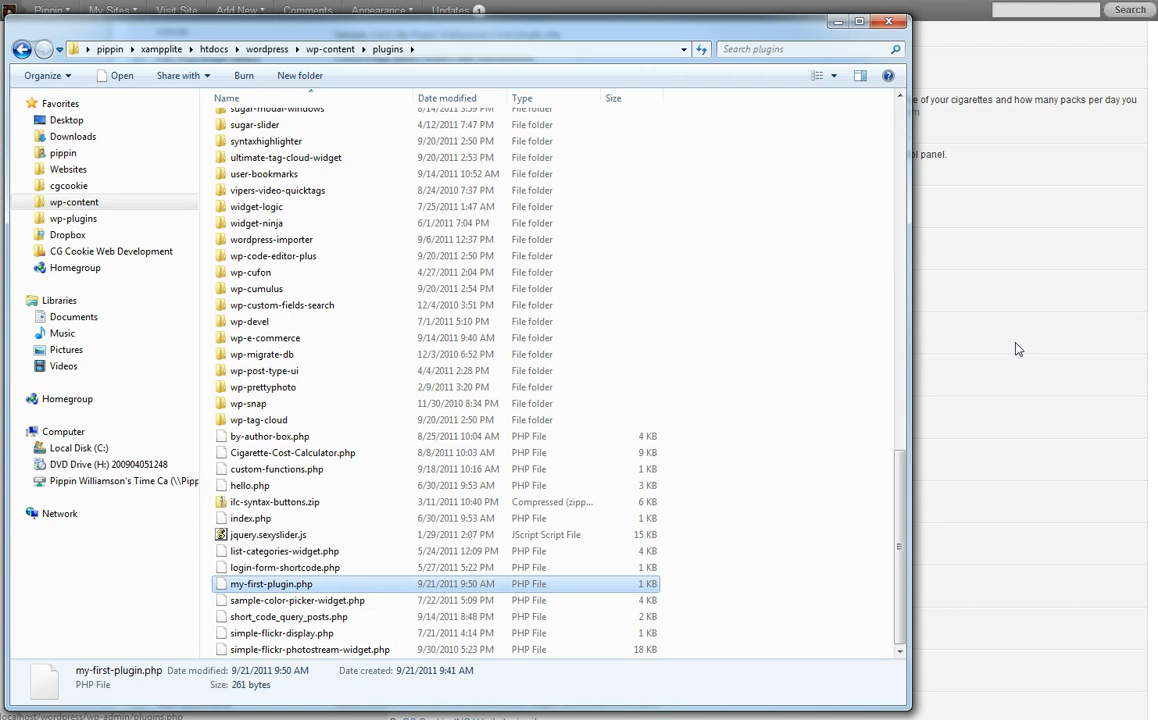 Pippin My Sites Visit Site Add New Comments Appearance Updates 1 Search
pippin xampplite htdocs wordpress wp-content plugins Search plugins
Organize Open Share with Burn New folder
Name Date modified Type Size
Favorites
Desktop
Downloads
pippin
Websites
cgcookie
wp-content
wp-plugins
Dropbox
CG Cookie Web Development
Homegroup
Libraries
Documents
Music
Pictures
Videos
Homegroup
Computer
Local Disk (C:)
DVD Drive (H:) 200904051248
Pippin Williamson's Time Ca (\\Pipp
Network
sugar-modal-windows 8/14/2011 3:59 PM File folder
sugar-slider 4/12/2011 7:47 PM File folder
syntaxhighlighter 9/20/2011 2:50 PM File folder
ultimate-tag-cloud-widget 9/20/2011 2:53 PM File folder
user-bookmarks 9/14/2011 10:52 AM File folder
vipers-video-quicktags 8/24/2010 7:37 PM File folder
widget-logic 7/25/2011 1:47 AM File folder
widget-ninja 6/1/2011 7:04 PM File folder
wordpress-importer 9/6/2011 12:37 PM File folder
wp-code-editor-plus 9/20/2011 2:50 PM File folder
wp-cufon 4/27/2011 2:04 PM File folder
wp-cumulus 9/20/2011 2:54 PM File folder
wp-custom-fields-search 12/4/2010 3:51 PM File folder
wp-devel 7/1/2011 5:10 PM File folder
wp-e-commerce 9/14/2011 9:40 AM File folder
wp-migrate-db 12/3/2010 6:52 PM File folder
wp-post-type-ui 4/4/2011 2:28 PM File folder
wp-prettyphoto 2/9/2011 3:20 PM File folder
wp-snap 11/30/2010 8:34 PM File folder
wp-tag-cloud 9/20/2011 2:50 PM File folder
by-author-box.php 8/25/2011 10:04 AM PHP File 4 KB
Cigarette-Cost-Calculator.php 8/8/2011 10:03 AM PHP File 9 KB
custom-functions.php 9/18/2011 10:16 AM PHP File 1 KB
hello.php 6/30/2011 9:53 AM PHP File 3 KB
ilc-syntax-buttons.zip 3/11/2011 10:40 PM Compressed (zipp... 6 KB
index.php 6/30/2011 9:53 AM PHP File 1 KB
jquery.sexyslider.js 1/29/2011 2:07 PM JScript Script File 15 KB
list-categories-widget.php 5/24/2011 12:09 PM PHP File 4 KB
login-form-shortcode.php 5/27/2011 5:22 PM PHP File 1 KB
my-first-plugin.php 9/21/2011 9:50 AM PHP File 1 KB
sample-color-picker-widget.php 7/22/2011 5:09 PM PHP File 4 KB
short_code_query_posts.php 9/14/2011 8:48 PM PHP File 2 KB
simple-flickr-display.php 7/21/2011 4:14 PM PHP File 1 KB
simple-flickr-photostream-widget.php 9/30/2010 5:23 PM PHP File 18 KB
my-first-plugin.php Date modified: 9/21/2011 9:50 AM Date created: 9/21/2011 9:41 AM
PHP File Size: 261 bytes
e of your cigarettes and how many packs per day you
m
ol panel.
localhost/wordpress/wp-admin/plugins.php